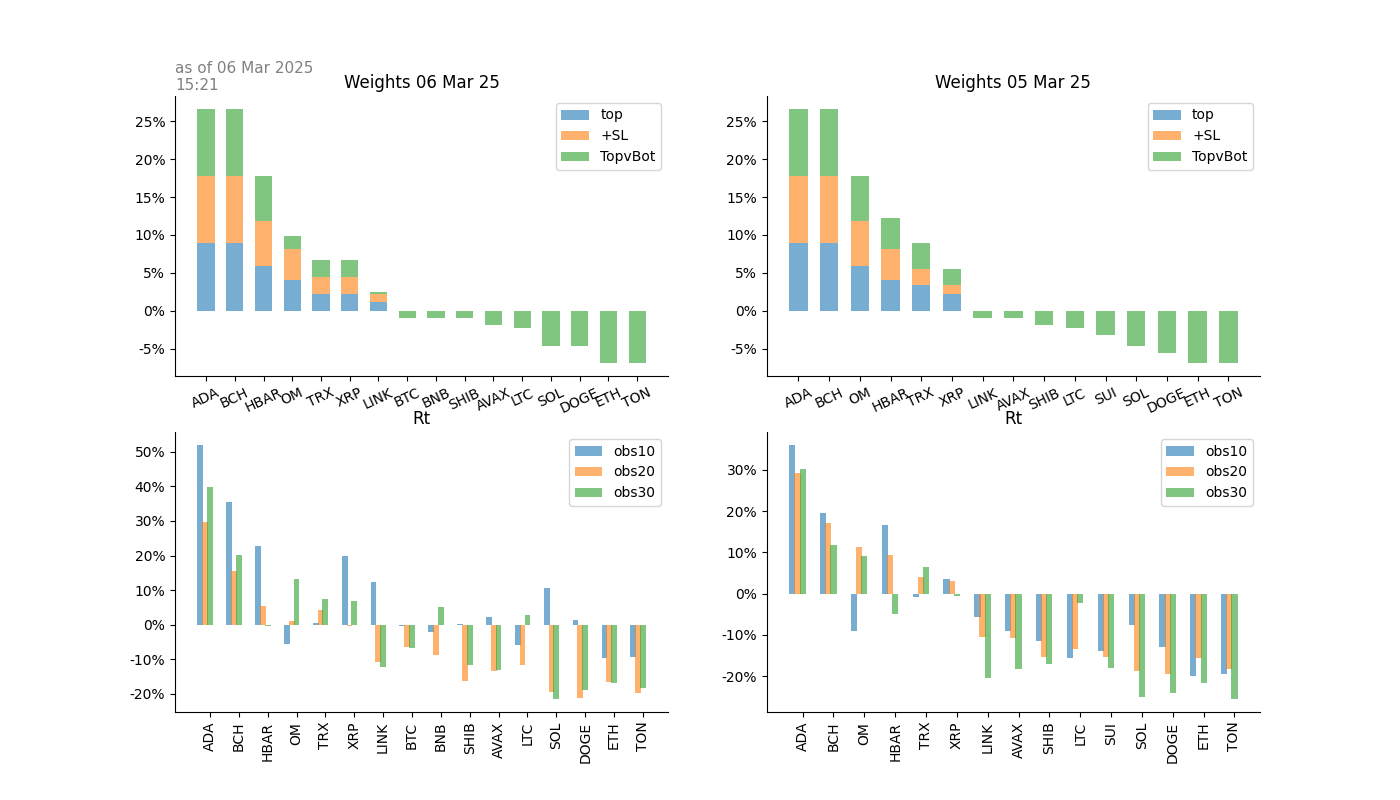 as of 06 Mar 2025
15:21
Weights 06 Mar 25
25%
20%
15%
10%
5%
0%
-5%
top
+SL
TopvBot
ADA BCH HBAR OM TRX XRP LINK BTC BNB SHIB AVAX LTC SOL DOGE ETH TON
Weights 05 Mar 25
25%
20%
15%
10%
5%
0%
-5%
top
+SL
TopvBot
ADA BCH OM HBAR TRX XRP LINK AVAX SHIB LTC SUI SOL DOGE ETH TON
Rt
50%
40%
30%
20%
10%
0%
-10%
-20%
obs10
obs20
obs30
ADA BCH HBAR OM TRX XRP LINK BTC BNB SHIB AVAX LTC SOL DOGE ETH TON
Rt
30%
20%
10%
0%
-10%
-20%
obs10
obs20
obs30
ADA BCH OM HBAR TRX XRP LINK AVAX SHIB LTC SUI SOL DOGE ETH TON